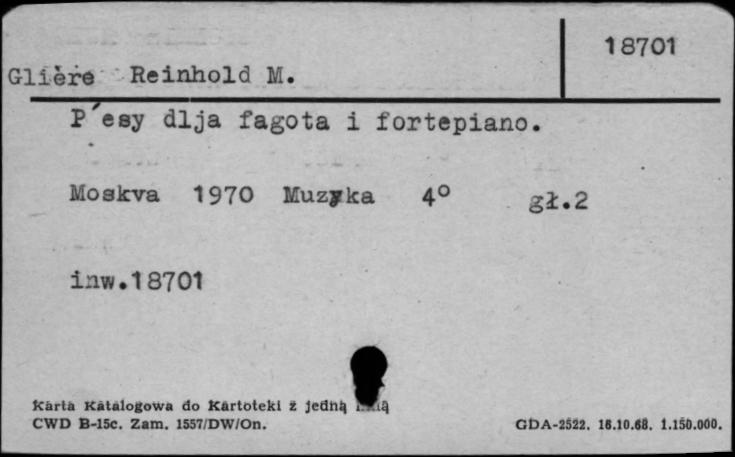 18701
Glière Reinhold M.
P'esy dlja fagota i fortepiano.
Moskva 1970 Muzyka 4° gł.2
inw.18701
Karta Katalogowa do Kartoteki z jedną
CWD B-15c. Zam. 1557/DW/On.
GDA-2522. 16.10.68. 1.150.000.